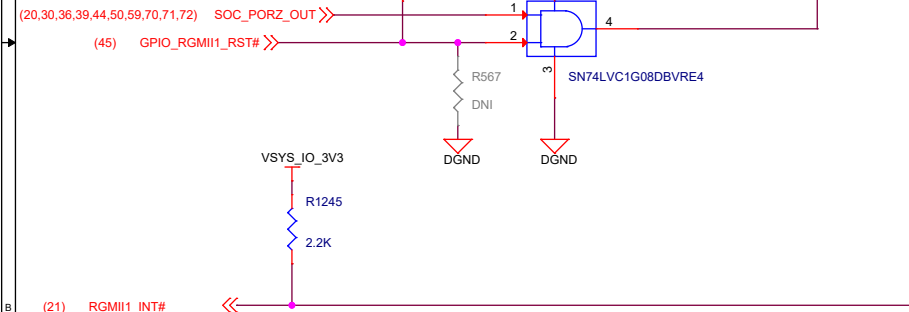 (20,30,36,39,44,50,59,70,71,72) SOC_PORZ_OUT 1
4
(45) GPIO_RGMII1_RST# 2
3
R567
SN74LVC1G08DBVRE4
DNI
DGND DGND
VSYS_IO_3V3
R1245
2.2K
B (21) RGMII1_INT#